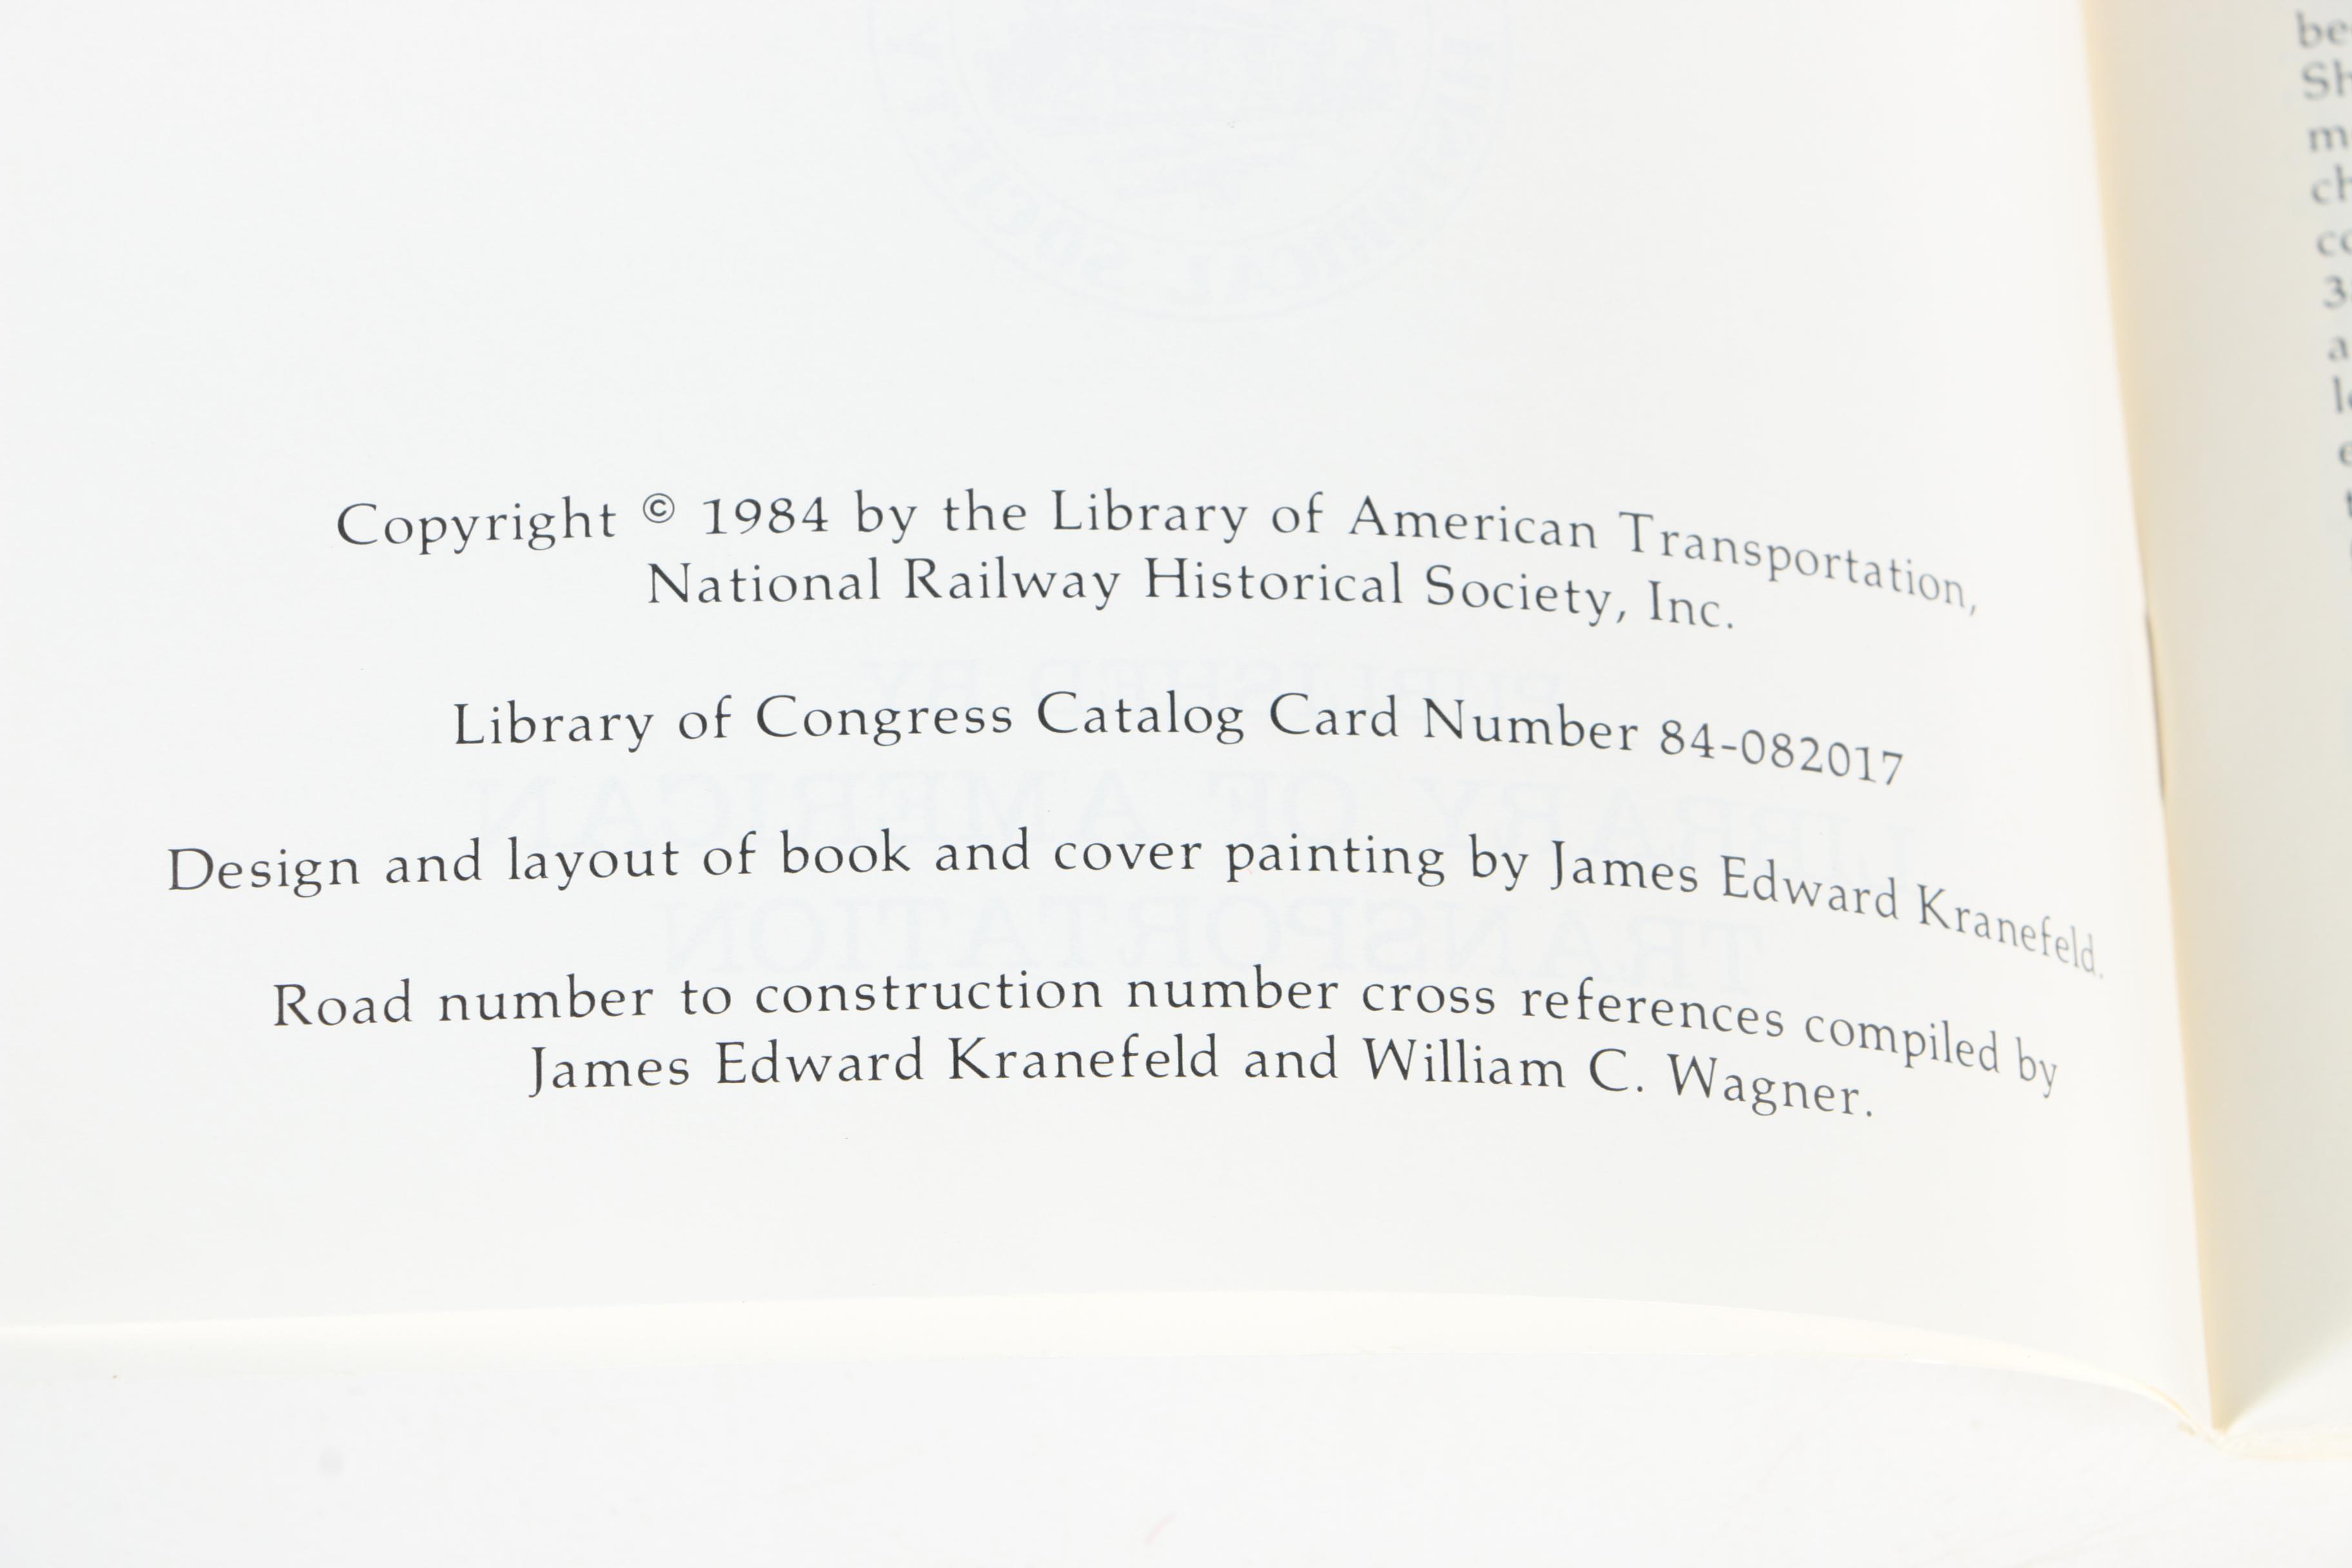 Copyright © 1984 by the Library of American Transportation,
National Railway Historical Society, Inc.
Library of Congress Catalog Card Number 84-082017
Design and layout of book and cover painting by James Edward Kranefeld.
Road number to construction number cross references compiled by
James Edward Kranefeld and William C. Wagner.